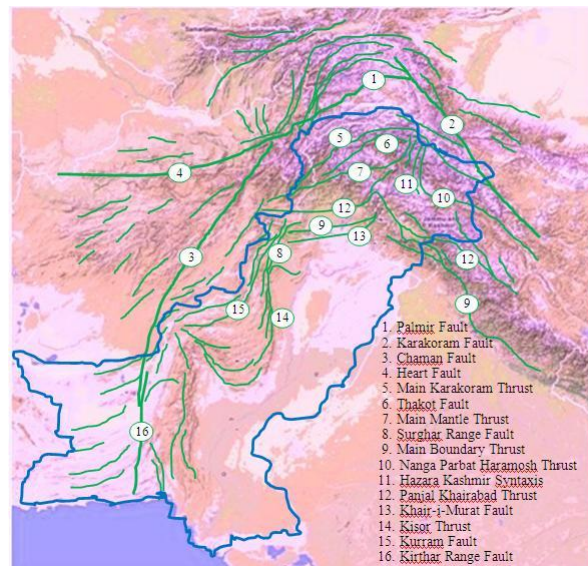 Samarkand
1
2
5
6
4
7
11
10
12
9
Jammu and
Kashmir
13
3
8
12
15
14
9
16
1. Palmir Fault
2. Karakoram Fault
3. Chaman Fault
4. Heart Fault
5. Main Karakoram Thrust
6. Thakot Fault
7. Main Mantle Thrust
8. Surghar Range Fault
9. Main Boundary Thrust
10. Nanga Parbat Haramosh Thrust
11. Hazara Kashmir Syntaxis
12. Panjal Khairabad Thrust
13. Khair-i-Murat Fault
14. Kisor Thrust
15. Kurram Fault
16. Kirthar Range Fault